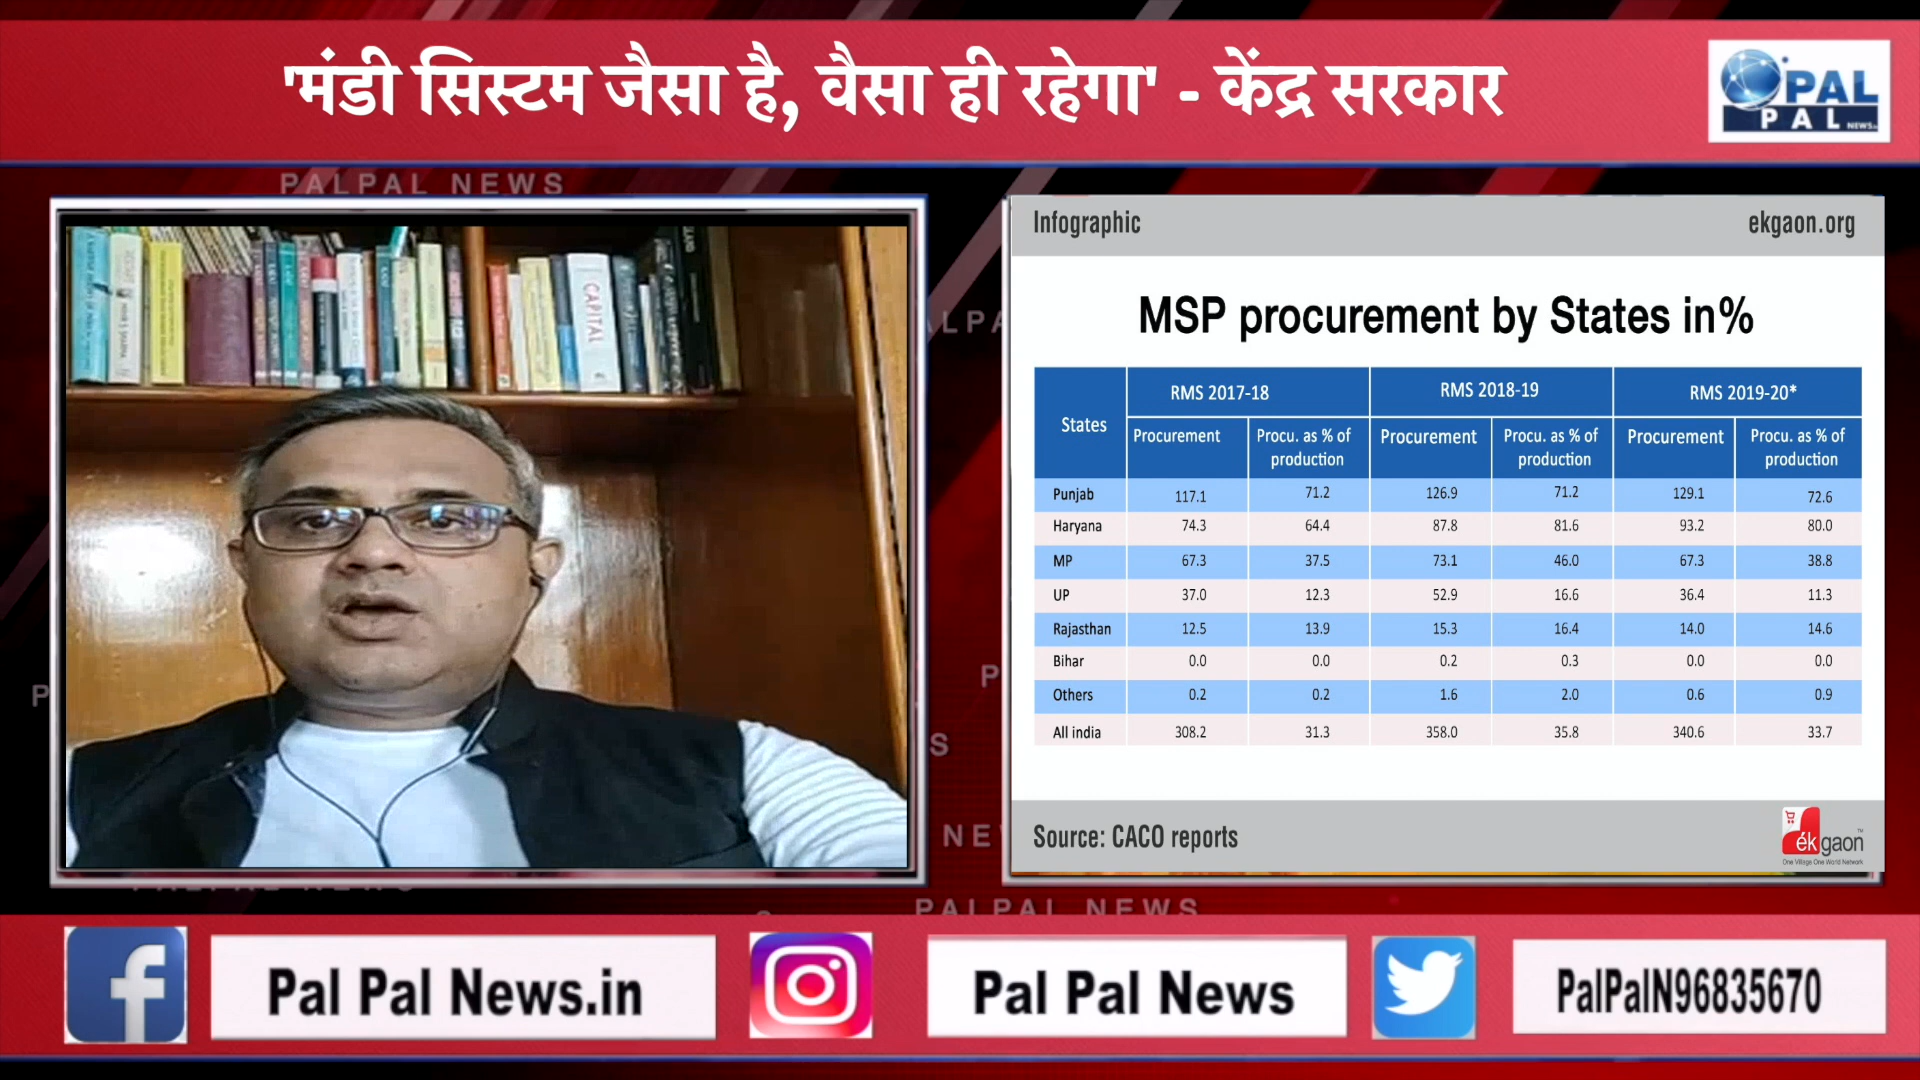 'मंडी सिस्टम जैसा है, वैसा ही रहेगा' - केंद्र सरकार
PAL
PAL NEWS.in
PALPAL NEWS
CAPITAL
Infographic ekgaon.org
MSP procurement by States in%
States RMS 2017-18 RMS 2018-19 RMS 2019-20*
Procurement Procu. as % of production Procurement Procu. as % of production Procurement Procu. as % of production
Punjab 117.1 71.2 126.9 71.2 129.1 72.6
Haryana 74.3 64.4 87.8 81.6 93.2 80.0
MP 67.3 37.5 73.1 46.0 67.3 38.8
UP 37.0 12.3 52.9 16.6 36.4 11.3
Rajasthan 12.5 13.9 15.3 16.4 14.0 14.6
Bihar 0.0 0.0 0.2 0.3 0.0 0.0
Others 0.2 0.2 1.6 2.0 0.6 0.9
All india 308.2 31.3 358.0 35.8 340.6 33.7
Source: CACO reports
ékgaon
One Village One World Network
PALPAL NEWS
Pal Pal News.in
Pal Pal News
PalPalN96835670